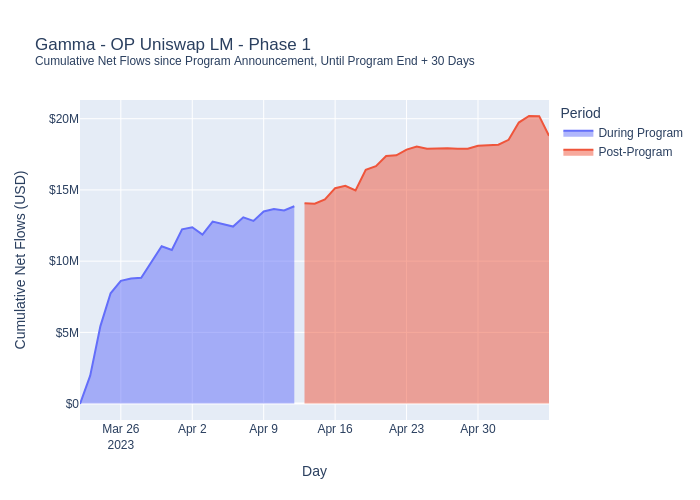 Gamma - OP Uniswap LM - Phase 1
Cumulative Net Flows since Program Announcement, Until Program End + 30 Days
Period
During Program
Post-Program
$20M
$15M
$10M
$5M
$0
Cumulative Net Flows (USD)
Mar 26
2023
Apr 2
Apr 9
Apr 16
Apr 23
Apr 30
Day